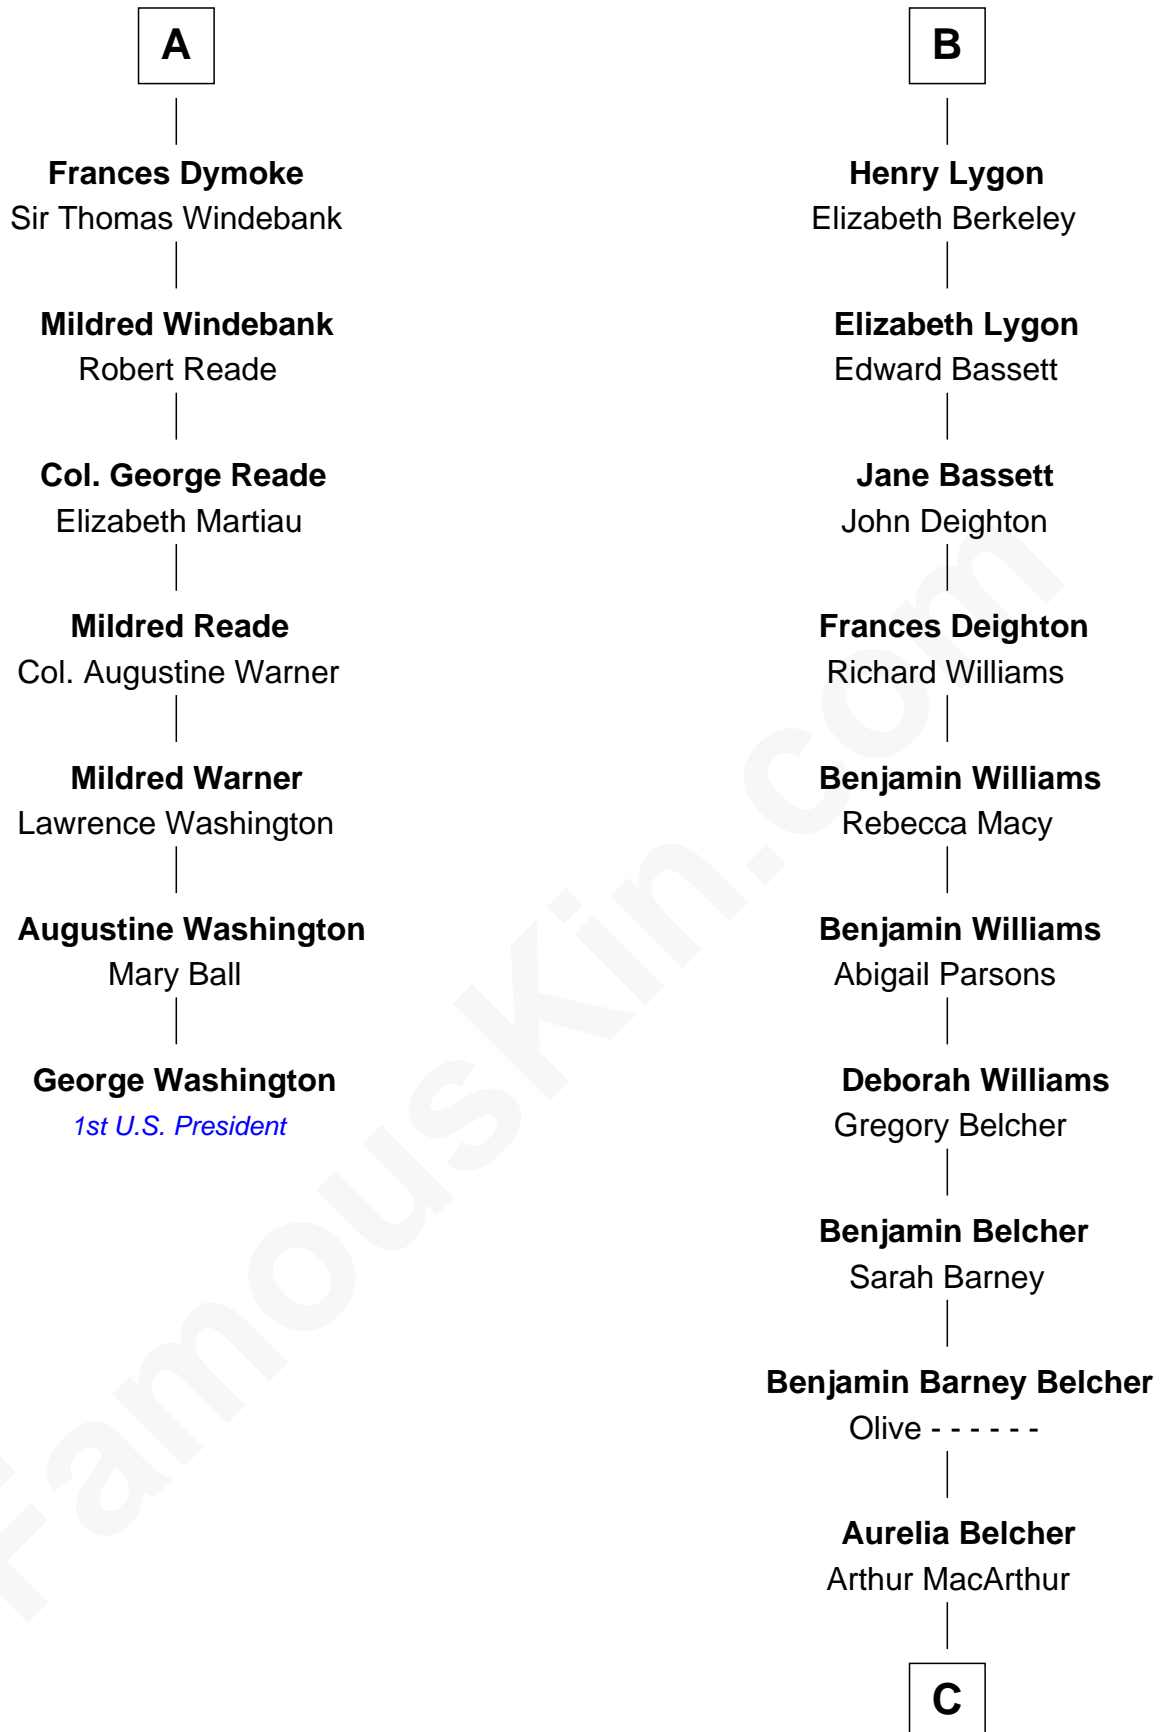 A
Frances Dymoke
Sir Thomas Windebank
Mildred Windebank
Robert Reade
Col. George Reade
Elizabeth Martiau
Mildred Reade
Col. Augustine Warner
Mildred Warner
Lawrence Washington
Augustine Washington
Mary Ball
George Washington
1st U.S. President
B
Henry Lygon
Elizabeth Berkeley
Elizabeth Lygon
Edward Bassett
Jane Bassett
John Deighton
Frances Deighton
Richard Williams
Benjamin Williams
Rebecca Macy
Benjamin Williams
Abigail Parsons
Deborah Williams
Gregory Belcher
Benjamin Belcher
Sarah Barney
Benjamin Barney Belcher
Olive - - - - - -
Aurelia Belcher
Arthur MacArthur
C
FamousKin.com